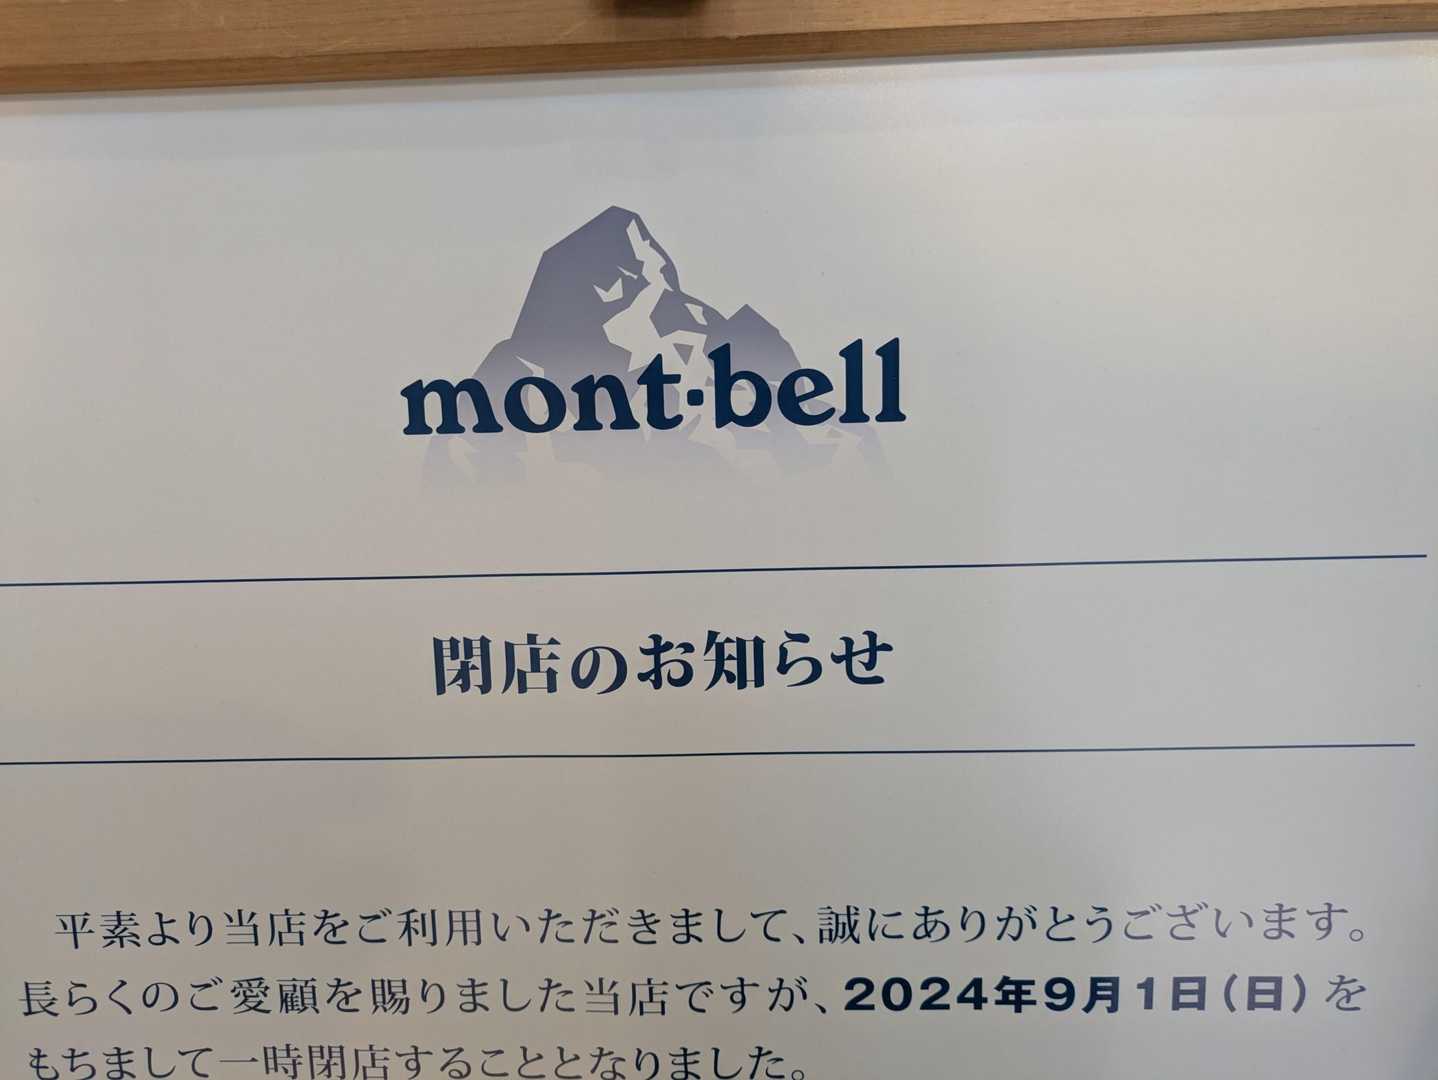 mont·bell
閉店のお知らせ
平素より当店をご利用いただきまして、誠にありがとうございます。
長らくのご愛顧を賜りました当店ですが、2024年9月1日(日)を
もちまして一時閉店することとなりました。